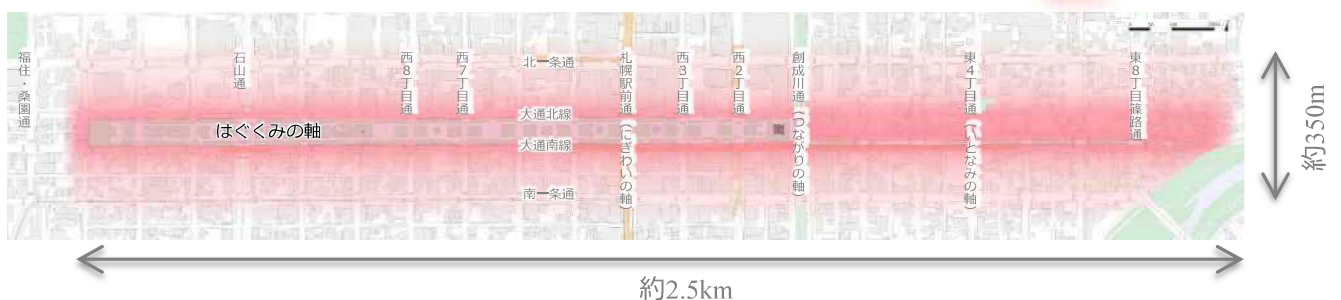 福住・桑園通
石山通
西8丁目通
西7丁目通
北一条通
大通北線
大通南線
南一条通
札幌駅前通(にぎわいの軸)
西3丁目通
西2丁目通
創成川通(つながりの軸)
東4丁目通(いとなみの軸)
東8丁目篠路通
はぐくみの軸
約350m
約2.5km